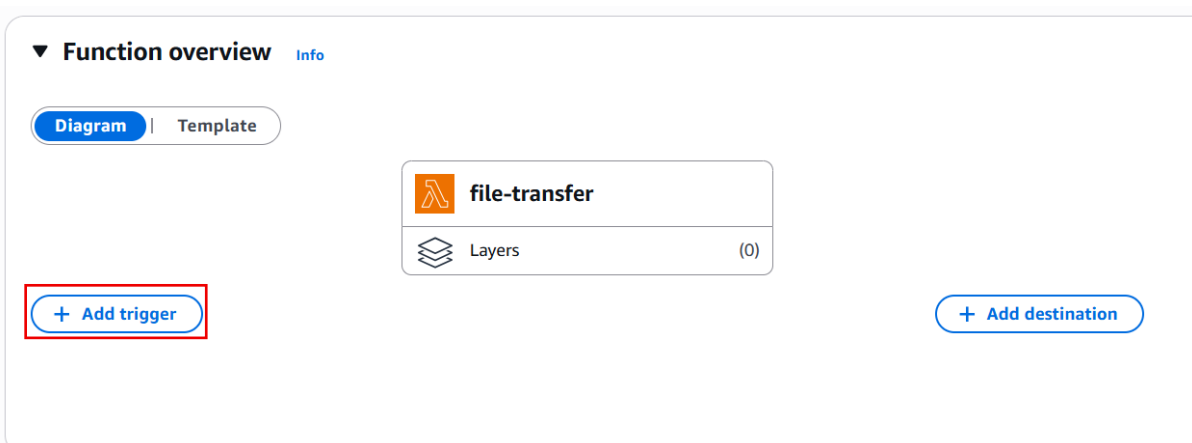 Function overview Info
Diagram | Template
file-transfer
Layers (0)
+ Add trigger
+ Add destination